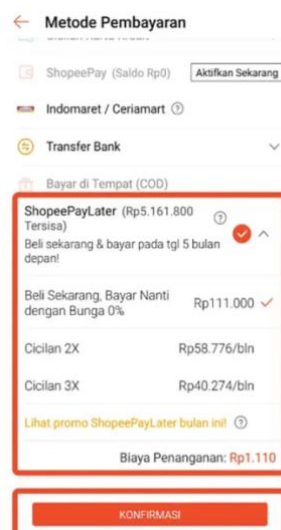 Metode Pembayaran
ShopeePay (Saldo Rp0) Aktifkan Sekarang
Indomaret / Ceriamart ?
Transfer Bank
Bayar di Tempat (COD)
ShopeePayLater (Rp5.161.800
Tersisa) ?
Beli sekarang & bayar pada tgl 5 bulan
depan!
Beli Sekarang, Bayar Nanti
dengan Bunga 0% Rp111.000
Cicilan 2X Rp58.776/bln
Cicilan 3X Rp40.274/bln
Lihat promo ShopeePayLater bulan ini! ?
Biaya Penanganan: Rp1.110
KONFIRMASI